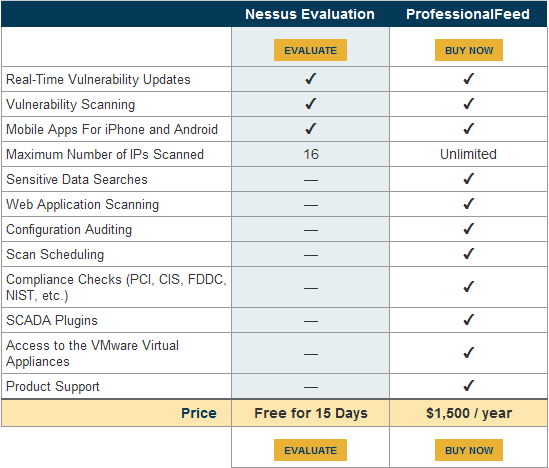 Nessus Evaluation ProfessionalFeed
EVALUATE BUY NOW
Real-Time Vulnerability Updates ✔ ✔
Vulnerability Scanning ✔ ✔
Mobile Apps For iPhone and Android ✔ ✔
Maximum Number of IPs Scanned 16 Unlimited
Sensitive Data Searches — ✔
Web Application Scanning — ✔
Configuration Auditing — ✔
Scan Scheduling — ✔
Compliance Checks (PCI, CIS, FDDC,
NIST, etc.) — ✔
SCADA Plugins — ✔
Access to the VMware Virtual
Appliances — ✔
Product Support — ✔
Price Free for 15 Days $1,500 / year
EVALUATE BUY NOW